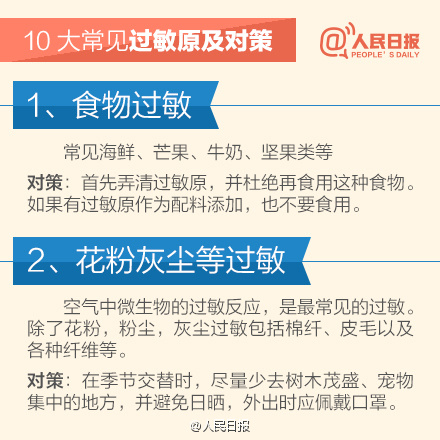 10 大常见过敏原及对策
@人民日报
PEOPLE'S DAILY
1、食物过敏
常见海鲜、芒果、牛奶、坚果类等
对策：首先弄清过敏原，并杜绝再食用这种食物。
如果有过敏原作为配料添加，也不要食用。
2、花粉灰尘等过敏
空气中微生物的过敏反应，是最常见的过敏。
除了花粉，粉尘，灰尘过敏包括棉纤、皮毛以及
各种纤维等。
对策：在季节交替时，尽量少去树木茂盛、宠物
集中的地方，并避免日晒，外出时应佩戴口罩。
@人民日报